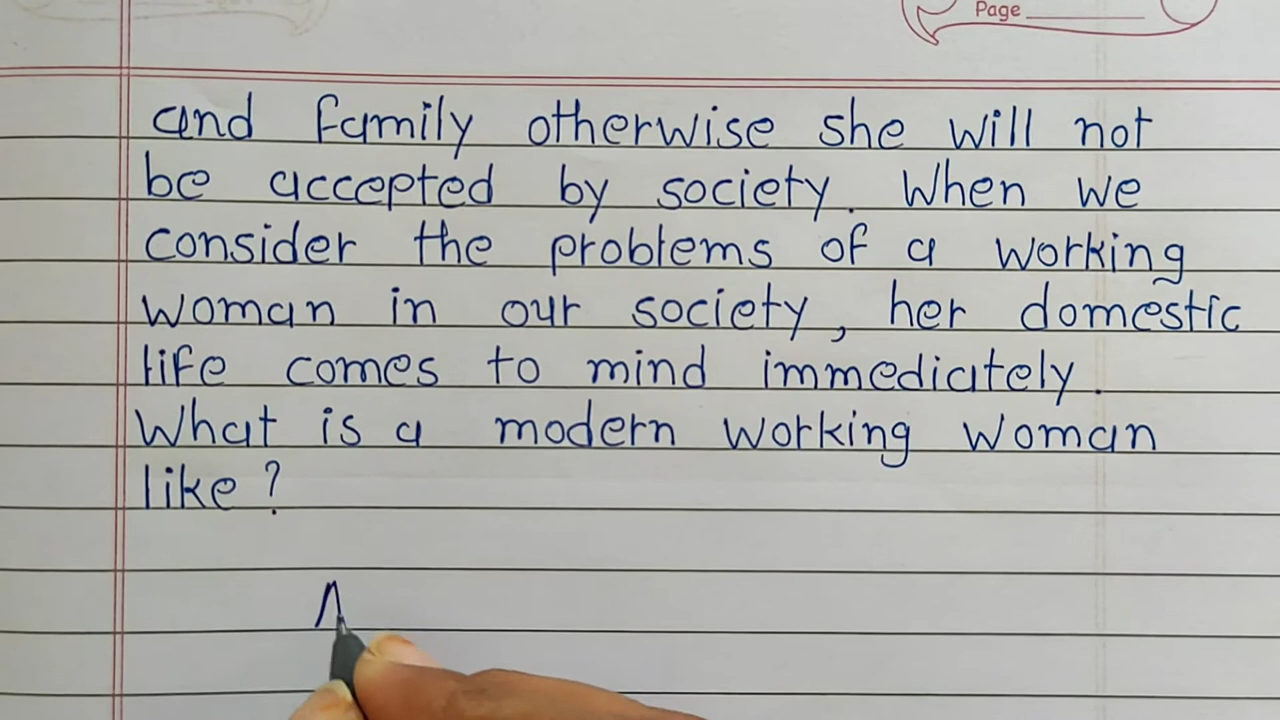 Page
and family otherwise she will not
be accepted by society. When we
consider the problems of a working
woman in our society, her domestic
life comes to mind immediately.
What is a modern working woman
like?